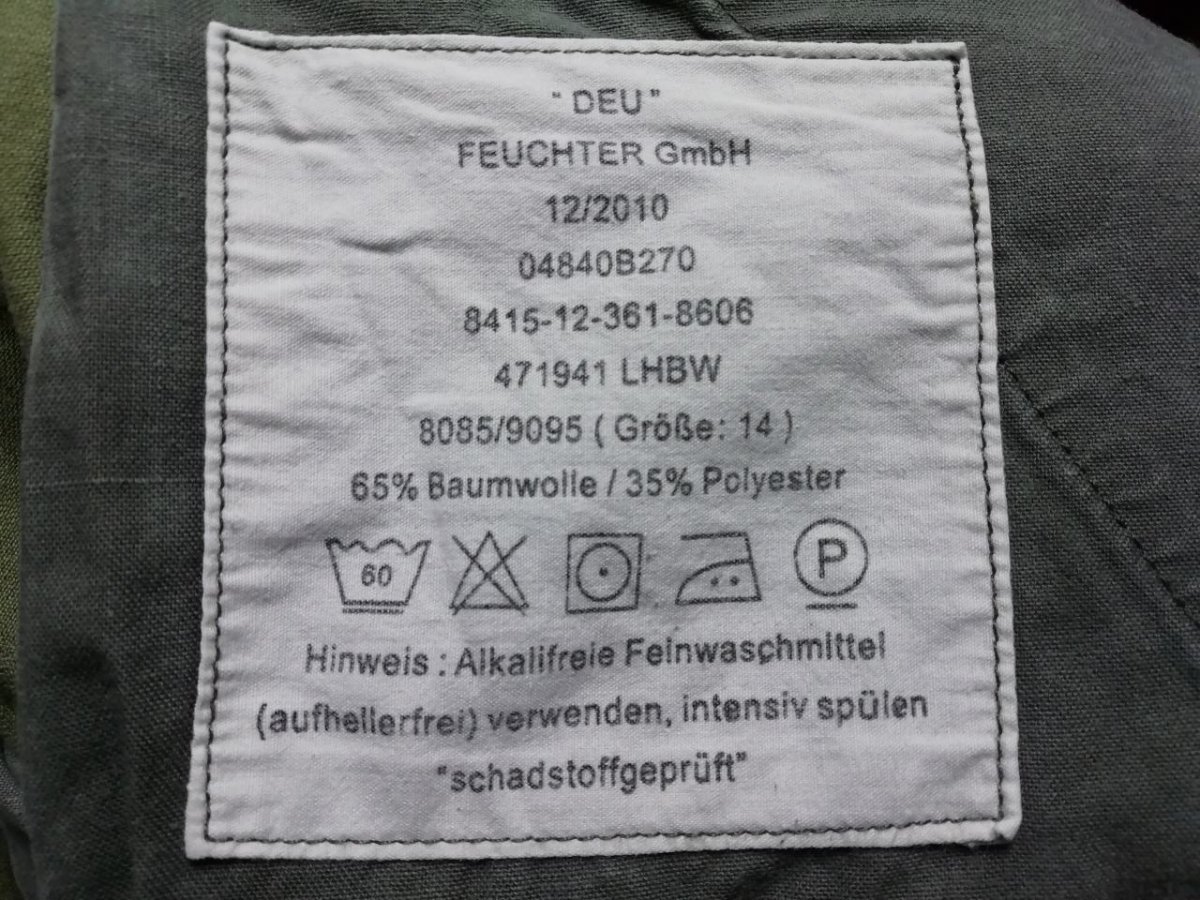 " DEU"
FEUCHTER GmbH
12/2010
04840B270
8415-12-361-8606
471941 LHBW
8085/9095 ( Größe: 14 )
65% Baumwolle / 35% Polyester
60 P
Hinweis : Alkalifreie Feinwaschmittel
(aufhellerfrei) verwenden, intensiv spülen
"schadstoffgeprüft"